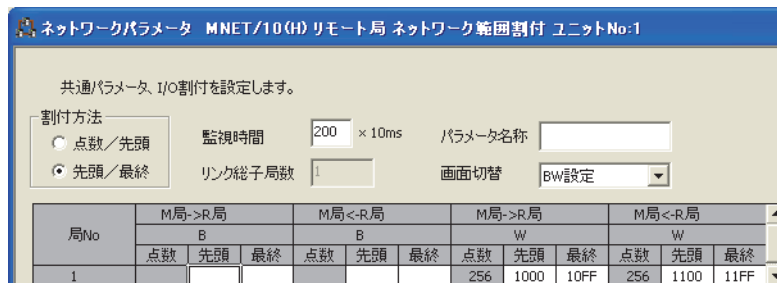 ネットワークパラメータ MNET/10(H) リモート局 ネットワーク範囲割付 ユニットNo:1
共通パラメータ、I/O割付を設定します。
割付方法
点数/先頭
監視時間 200 ×10ms パラメータ名称
先頭/最終
リンク総子局数 1 画面切替 BW設定
局No M局->R局 M局<-R局 M局->R局 M局<-R局
B B W W
点数 先頭 最終 点数 先頭 最終 点数 先頭 最終 点数 先頭 最終
1 256 1000 10FF 256 1100 11FF